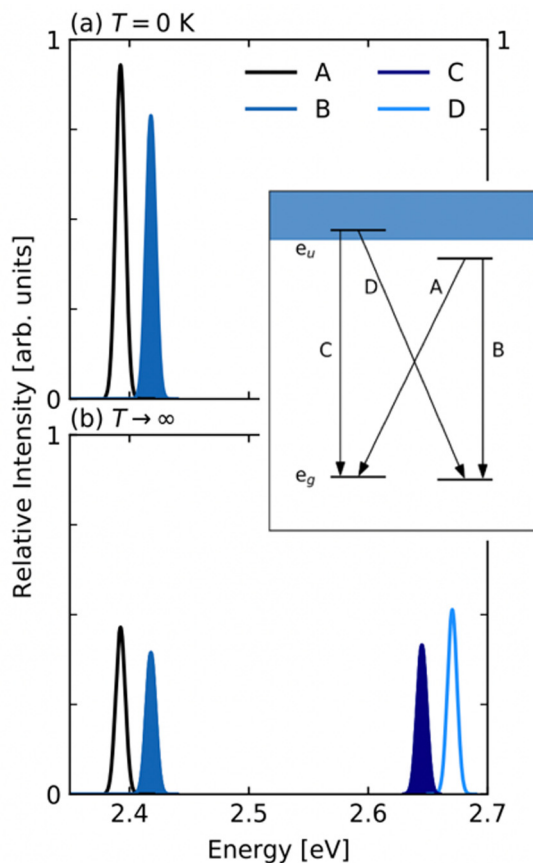 (a) T = 0 K
1
1
A
B
C
D
0
e_u
D
A
C
B
e_g
(b) T → ∞
1
0
2.4
2.5
2.6
2.7
Energy [eV]
Relative Intensity [arb. units]